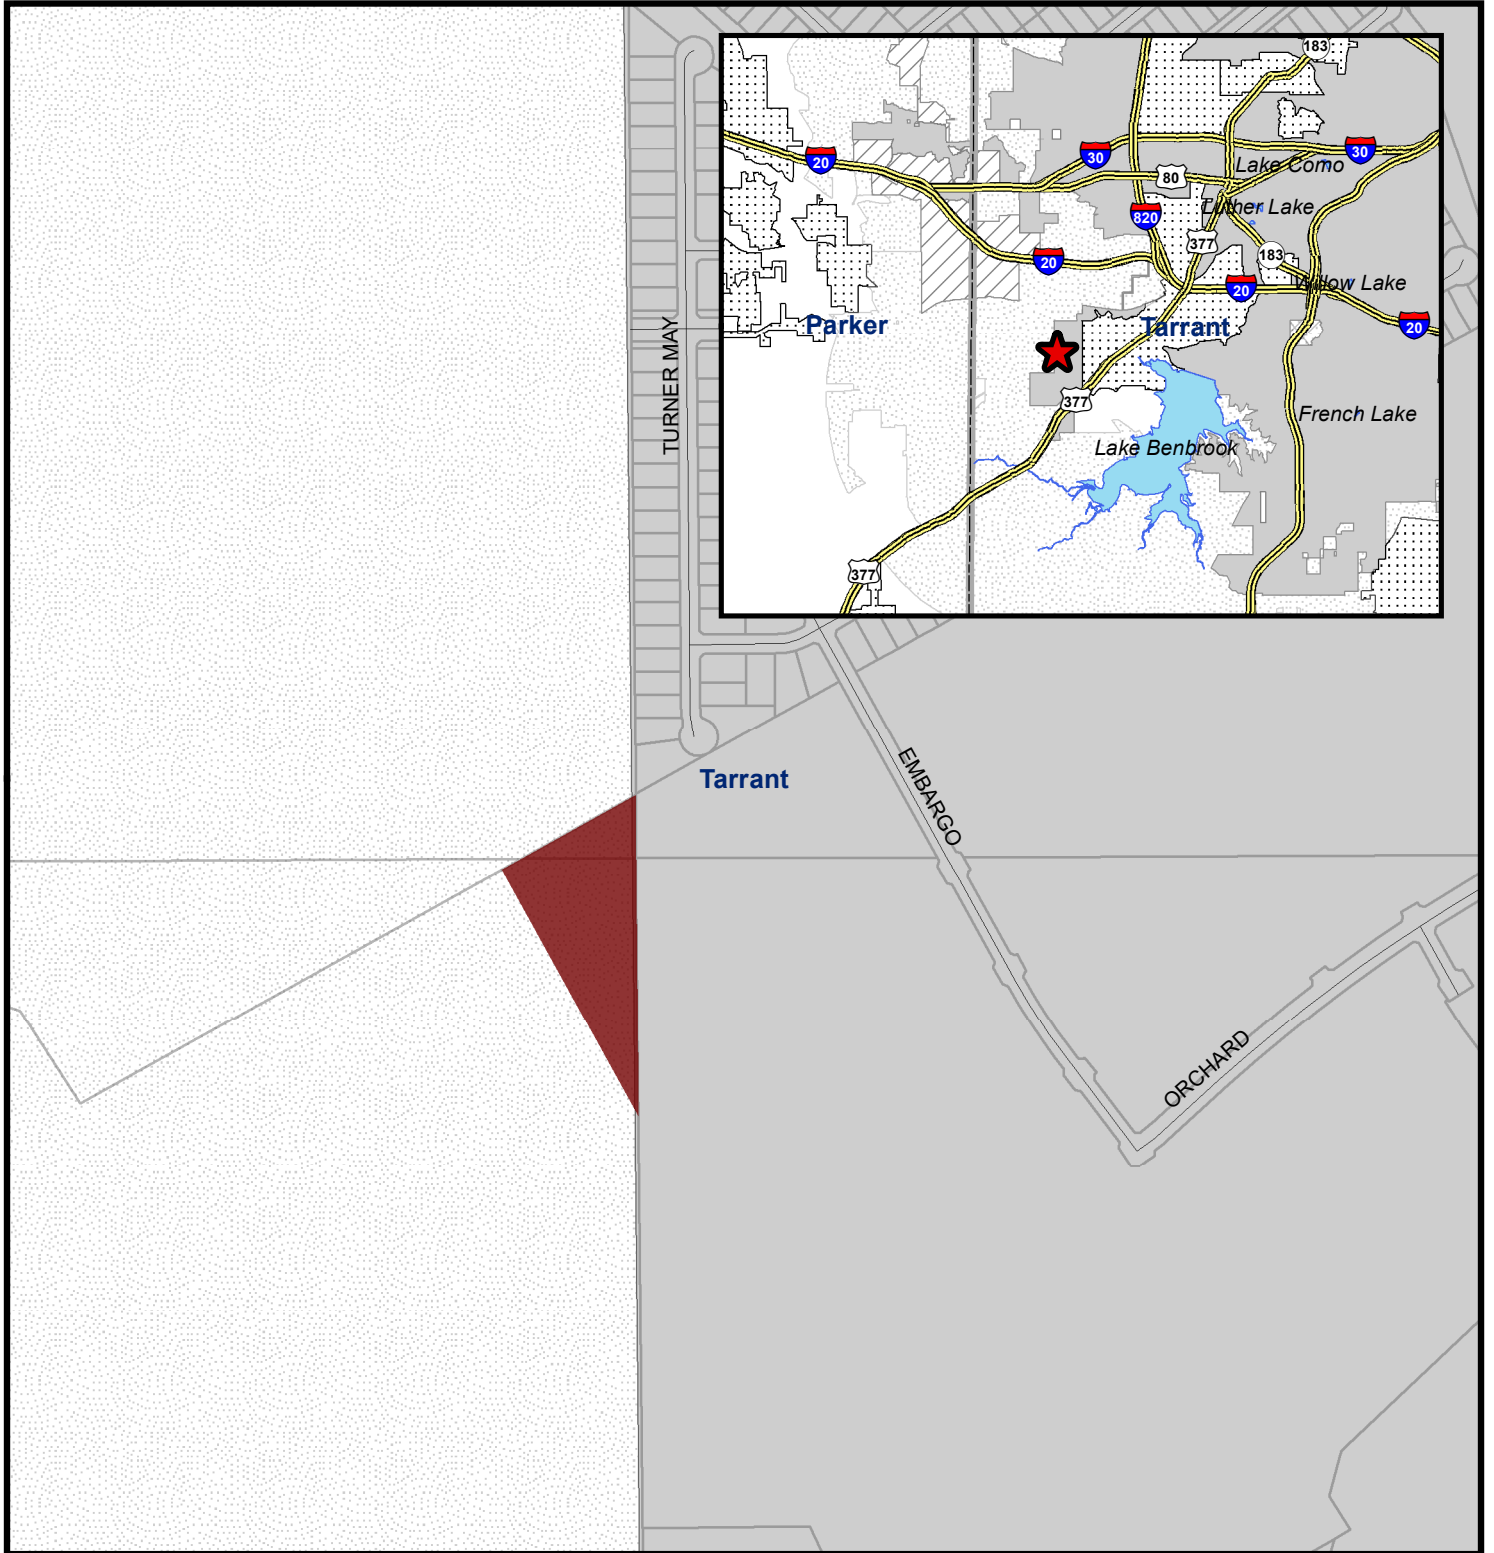 183
20
30
30
80
Lake Como
820
Luther Lake
377
183
20
20
Willow Lake
Parker
Tarrant
20
377
French Lake
Lake Benbrook
377
TURNER MAY
Tarrant
EMBARGO
ORCHARD